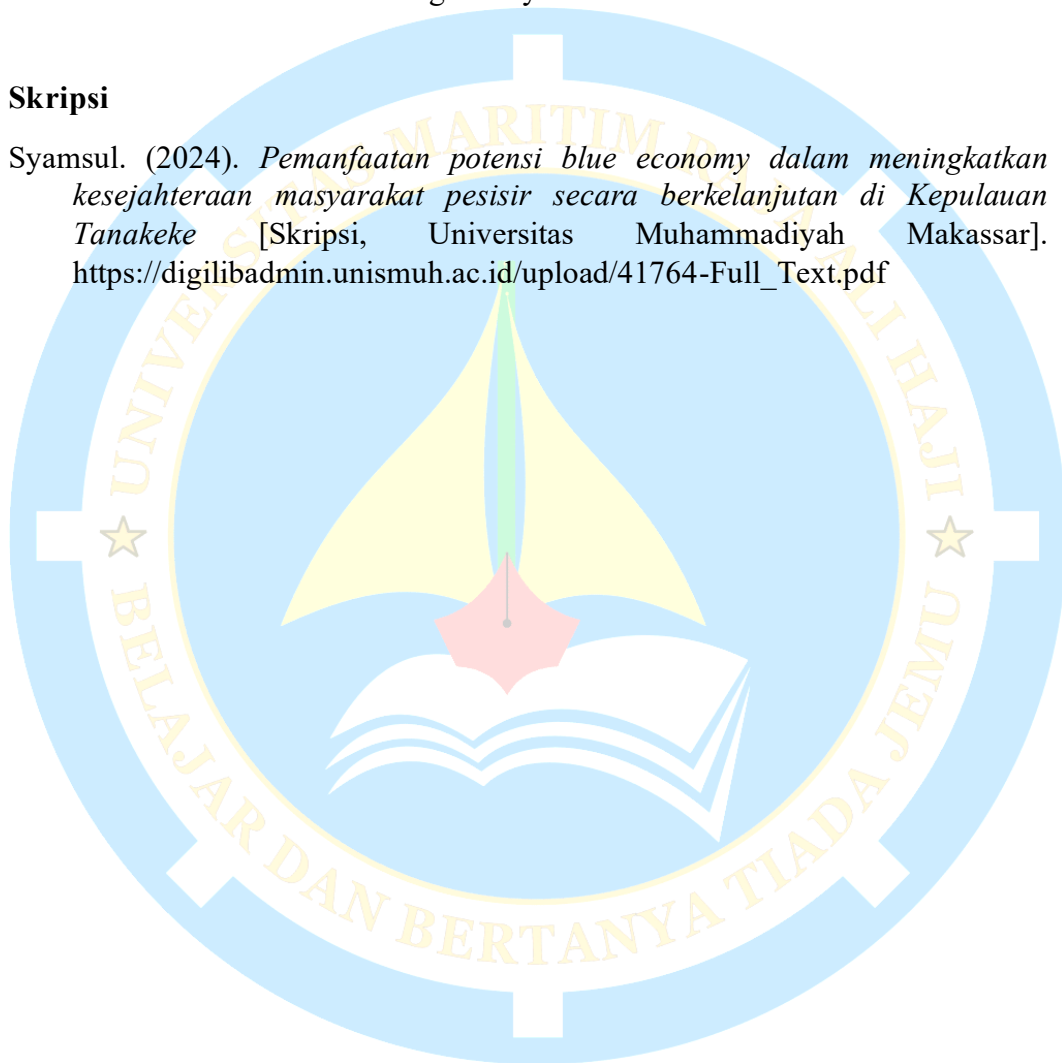 Skripsi
Syamsul. (2024). Pemanfaatan potensi blue economy dalam meningkatkan
kesejahteraan masyarakat pesisir secara berkelanjutan di Kepulauan
Tanakeke [Skripsi, Universitas Muhammadiyah Makassar].
https://digilibadmin.unismuh.ac.id/upload/41764-Full_Text.pdf
UNIVERSITAS MARITIM RAJA ALI HAJI
BELAJAR DAN BERTANYA TIADA JEMU